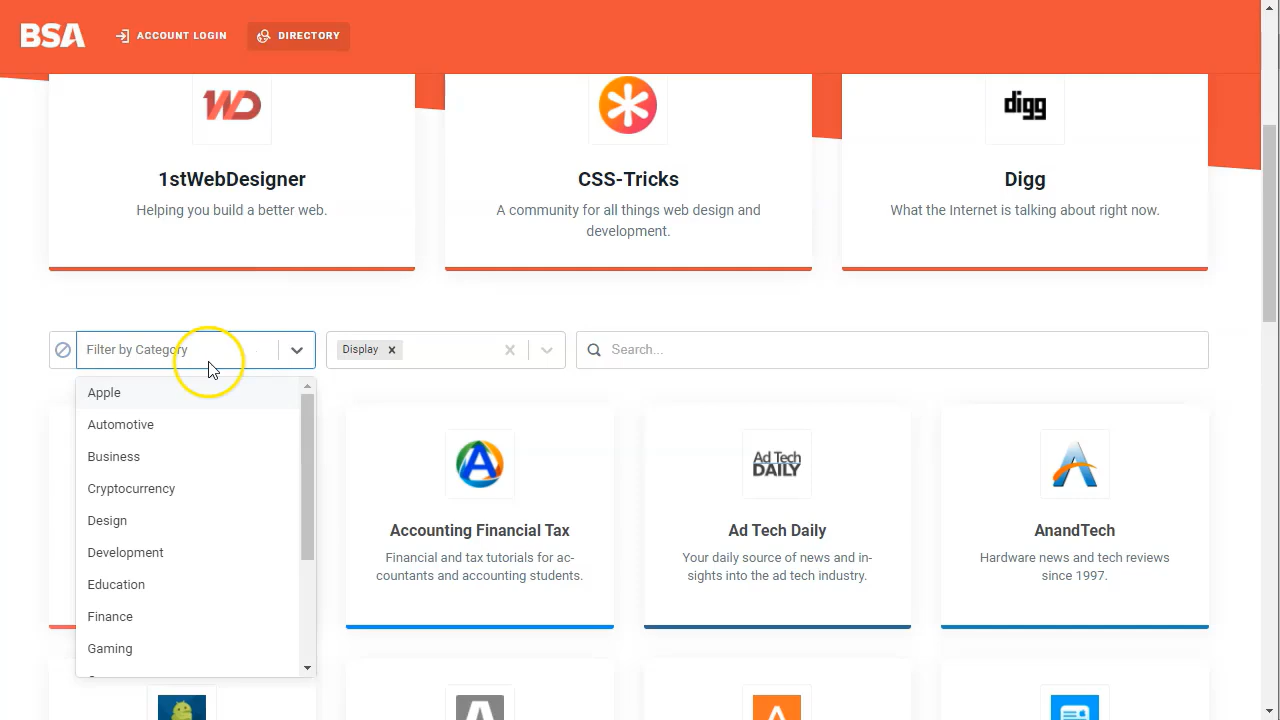 BSA ACCOUNT LOGIN DIRECTORY
1WD
digg
1stWebDesigner
Helping you build a better web.
CSS-Tricks
A community for all things web design and
development.
Digg
What the Internet is talking about right now.
Filter by Category
Display
Search...
Apple
Automotive
Business
Cryptocurrency
Design
Development
Education
Finance
Gaming
Accounting Financial Tax
Financial and tax tutorials for ac-
countants and accounting students.
Ad Tech
DAILY
Ad Tech Daily
Your daily source of news and in-
sights into the ad tech industry.
AnandTech
Hardware news and tech reviews
since 1997.